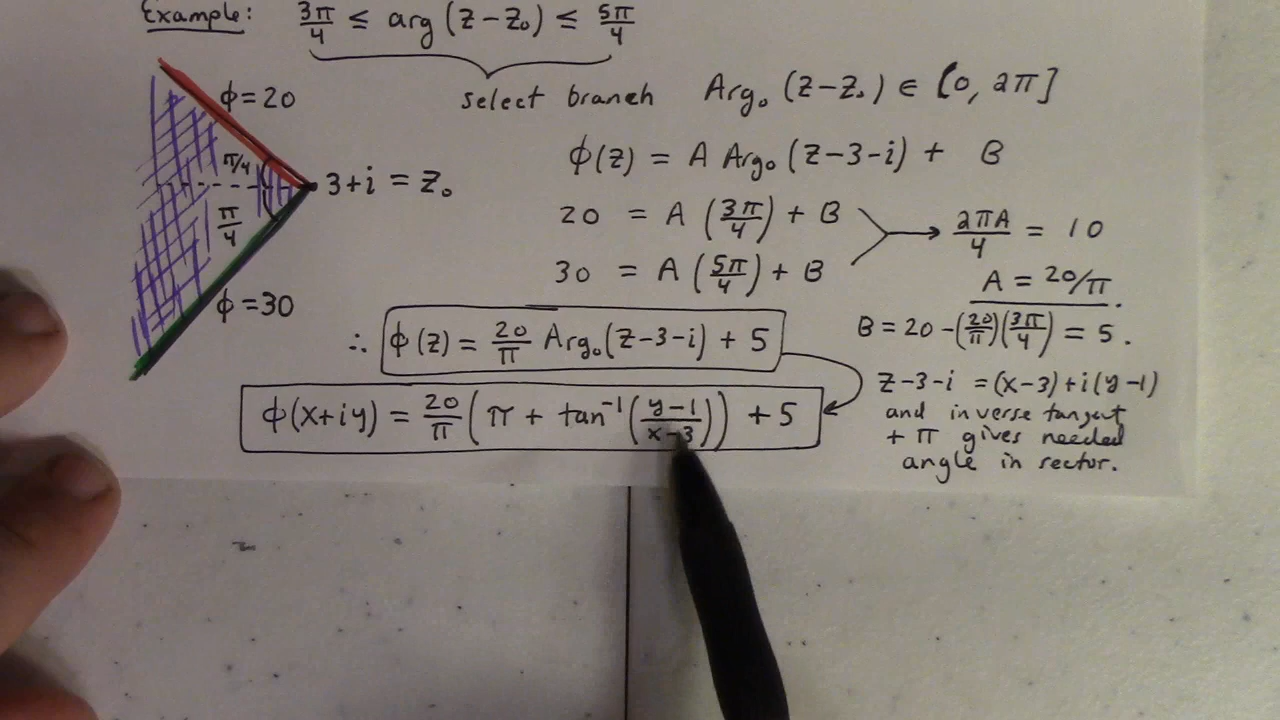 Example: 3π/4 ≤ arg (z-z₀) ≤ 5π/4
φ=20
select branch Arg₀ (z-z₀) ∈ [0, 2π]
π/4
3+i = z₀
π/4
φ=30
φ(z) = A Arg₀(z-3-i) + B
20 = A (3π/4) + B
30 = A (5π/4) + B
2πA/4 = 10
A = 20/π.
B = 20-(20/π)(3π/4) = 5.
∴ φ(z) = 20/π Arg₀(z-3-i) + 5
z-3-i = (x-3)+i(y-1)
and inverse tangent
+ π gives needed
angle in sector.
φ(x+iy) = 20/π (π + tan⁻¹(y-1/x-3)) + 5